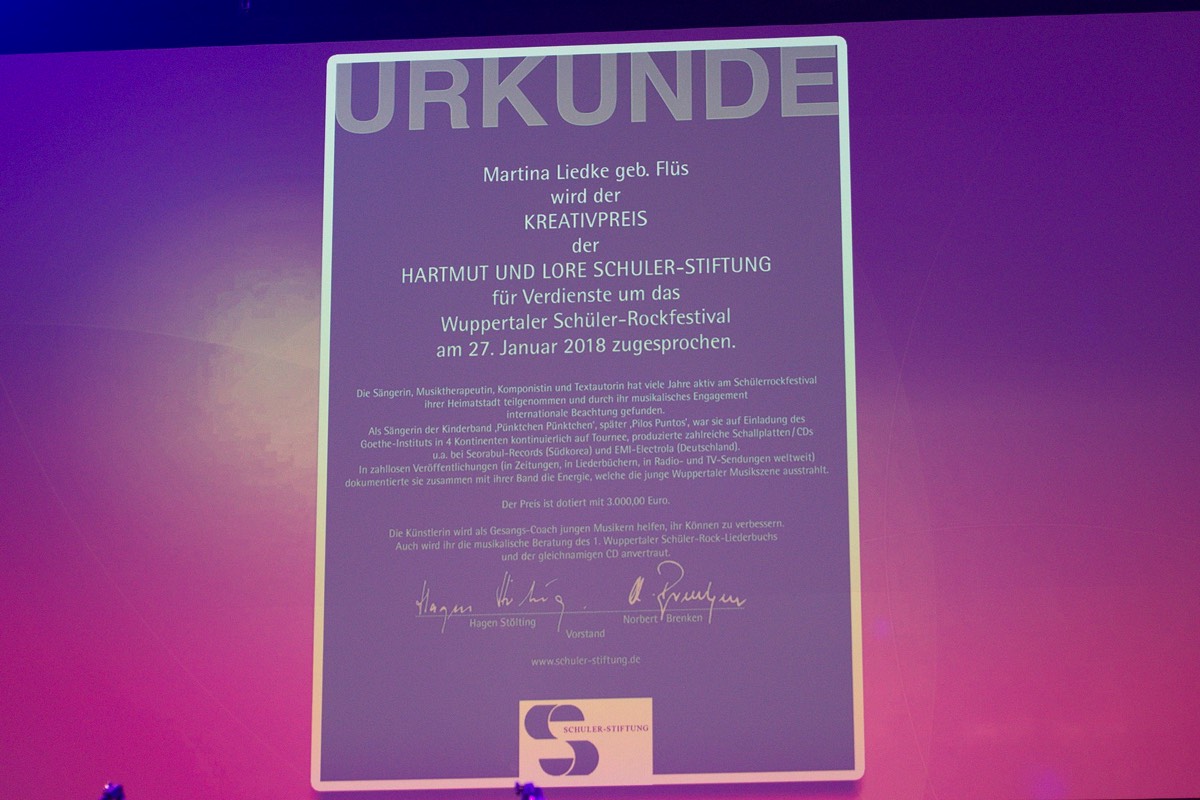 URKUNDE
Martina Liedke geb. Flüs
wird der
KREATIVPREIS
der
HARTMUT UND LORE SCHULER-STIFTUNG
für Verdienste um das
Wuppertaler Schüler-Rockfestival
am 27. Januar 2018 zugesprochen.
Die Sängerin, Musiktherapeutin, Komponistin und Textautorin hat viele Jahre aktiv am Schülerrockfestival
ihrer Heimatstadt teilgenommen und durch ihr musikalisches Engagement
internationale Beachtung gefunden.
Als Sängerin der Kinderband ‚Pünktchen Pünktchen‘, später ‚Pilos Puntos‘, war sie auf Einladung des
Goethe-Instituts in 4 Kontinenten kontinuierlich auf Tournee, produzierte zahlreiche Schallplatten/CDs
u.a. bei Seorabul-Records (Südkorea) und EMI-Electrola (Deutschland).
In zahllosen Veröffentlichungen (in Zeitungen, in Liederbüchern, in Radio- und TV-Sendungen weltweit)
dokumentierte sie zusammen mit ihrer Band die Energie, welche die junge Wuppertaler Musikszene ausstrahlt.
Der Preis ist dotiert mit 3.000,00 Euro.
Die Künstlerin wird als Gesangs-Coach jungen Musikern helfen, ihr Können zu verbessern.
Auch wird ihr die musikalische Beratung des 1. Wuppertaler Schüler-Rock-Liederbuchs
und der gleichnamigen CD anvertraut.
Hagen Stölting N. Brenken
Hagen Stölting Norbert Brenken
Vorstand
www.schuler-stiftung.de
SCHULER-STIFTUNG